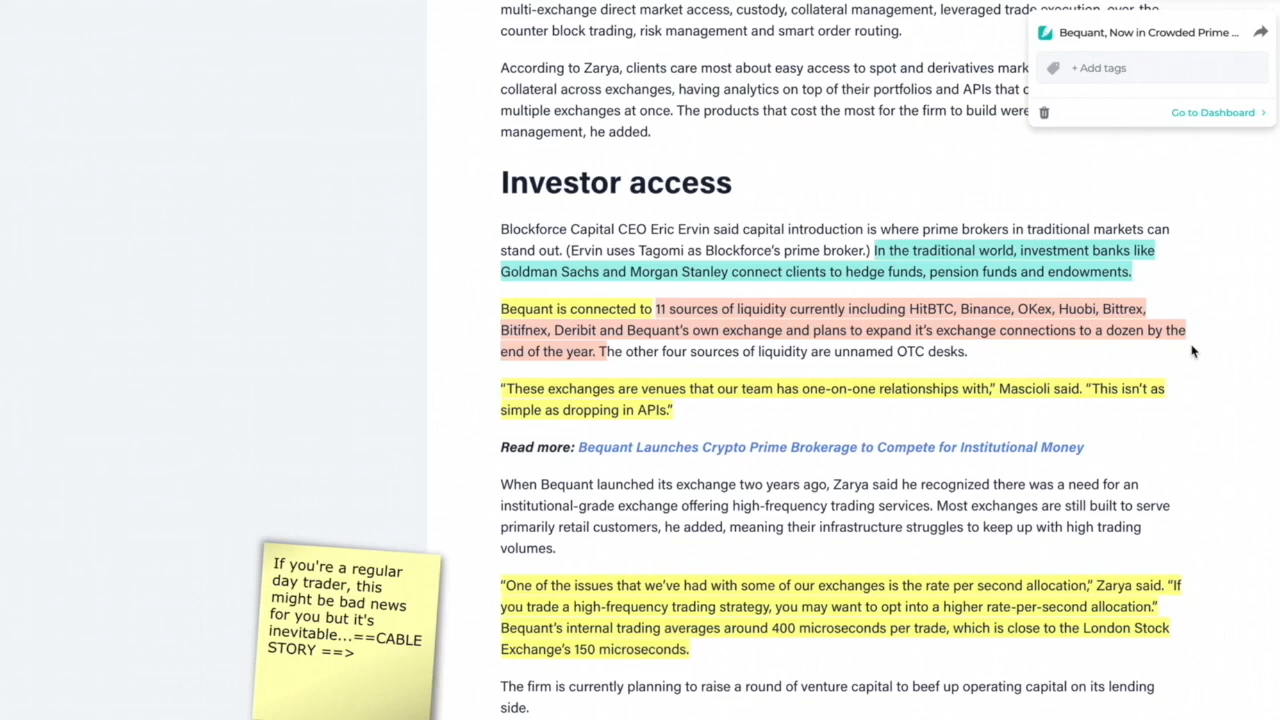 multi-exchange direct market access, custody, collateral management, leveraged trade execution, over-the-
counter block trading, risk management and smart order routing.
Bequant, Now in Crowded Prime ...
+ Add tags
Go to Dashboard >
According to Zarya, clients care most about easy access to spot and derivatives mark
collateral across exchanges, having analytics on top of their portfolios and APIs that c
multiple exchanges at once. The products that cost the most for the firm to build were
management, he added.
Investor access
Blockforce Capital CEO Eric Ervin said capital introduction is where prime brokers in traditional markets can
stand out. (Ervin uses Tagomi as Blockforce's prime broker.) In the traditional world, investment banks like
Goldman Sachs and Morgan Stanley connect clients to hedge funds, pension funds and endowments.
Bequant is connected to 11 sources of liquidity currently including HitBTC, Binance, OKex, Huobi, Bittrex,
Bitifnex, Deribit and Bequant's own exchange and plans to expand it's exchange connections to a dozen by the
end of the year. The other four sources of liquidity are unnamed OTC desks.
“These exchanges are venues that our team has one-on-one relationships with,” Mascioli said. “This isn't as
simple as dropping in APIs.”
Read more: Bequant Launches Crypto Prime Brokerage to Compete for Institutional Money
When Bequant launched its exchange two years ago, Zarya said he recognized there was a need for an
institutional-grade exchange offering high-frequency trading services. Most exchanges are still built to serve
primarily retail customers, he added, meaning their infrastructure struggles to keep up with high trading
volumes.
“One of the issues that we've had with some of our exchanges is the rate per second allocation,” Zarya said. “If
you trade a high-frequency trading strategy, you may want to opt into a higher rate-per-second allocation.”
Bequant's internal trading averages around 400 microseconds per trade, which is close to the London Stock
Exchange's 150 microseconds.
The firm is currently planning to raise a round of venture capital to beef up operating capital on its lending
side.
If you're a regular
day trader, this
might be bad news
for you but it's
inevitable...==CABLE
STORY ==>